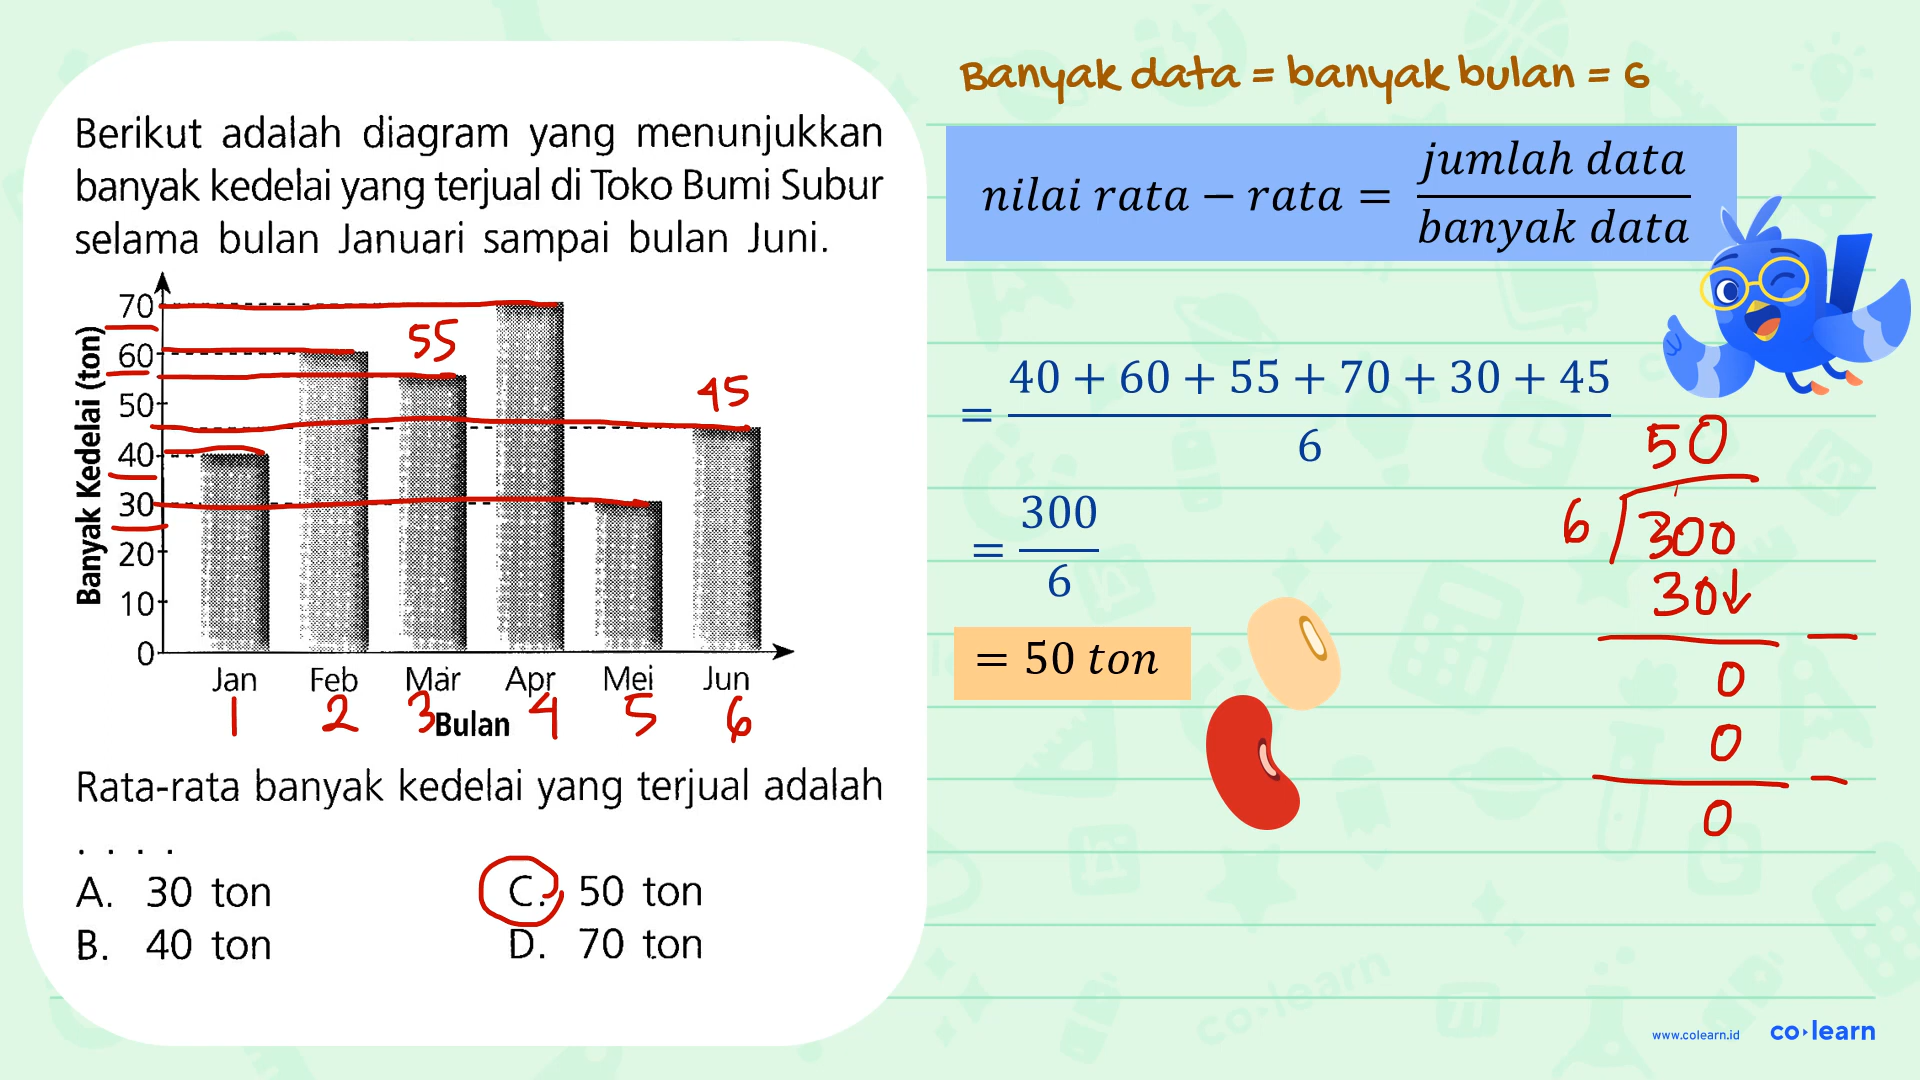 Berikut adalah diagram yang menunjukkan
banyak kedelai yang terjual di Toko Bumi Subur
selama bulan Januari sampai bulan Juni.
Banyak Kedelai (ton)
70
60
50
40
30
20
10
0
55
45
Jan Feb Mar Apr Mei Jun
1 2 3 4 5 6
Bulan
Rata-rata banyak kedelai yang terjual adalah
. . . .
A. 30 ton
B. 40 ton
C. 50 ton
D. 70 ton
Banyak data = banyak bulan = 6
nilai rata − rata = jumlah data
banyak data
= 40 + 60 + 55 + 70 + 30 + 45
6
= 300
6
= 50 ton
50
6 300
30
0
0
0
co·learn
www.colearn.id
co·learn